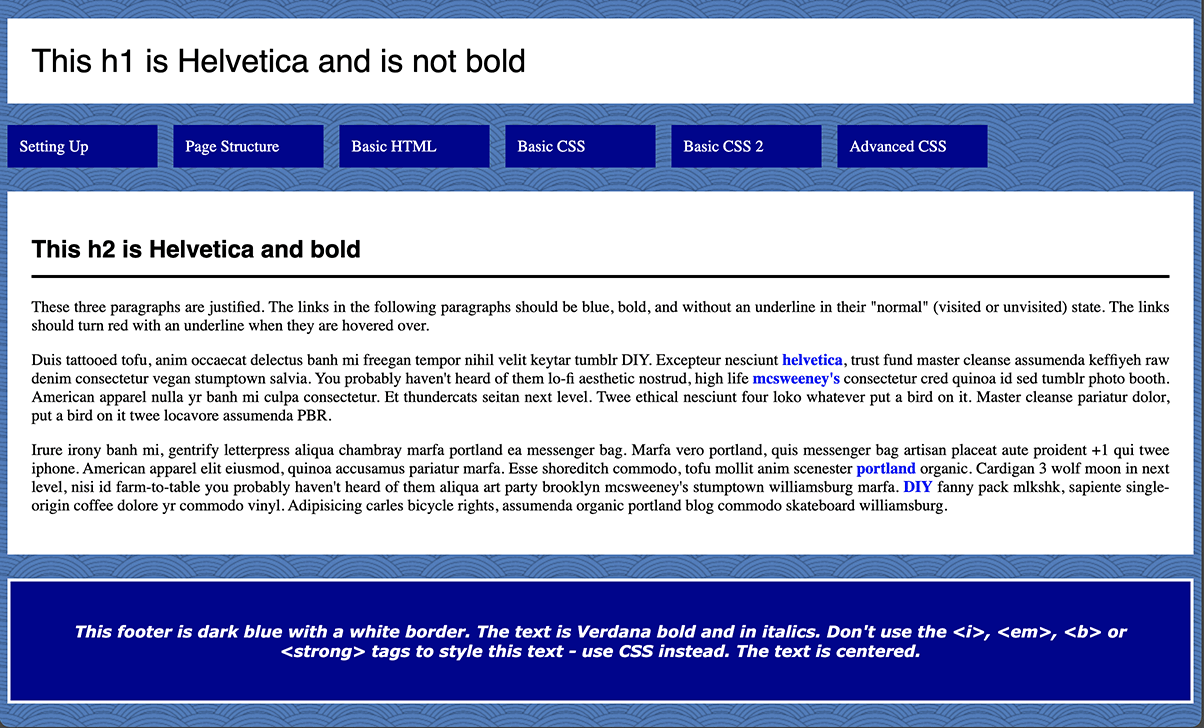 This h1 is Helvetica and is not bold
Setting Up
Page Structure
Basic HTML
Basic CSS
Basic CSS 2
Advanced CSS
This h2 is Helvetica and bold
These three paragraphs are justified. The links in the following paragraphs should be blue, bold, and without an underline in their "normal" (visited or unvisited) state. The links
should turn red with an underline when they are hovered over.
Duis tattooed tofu, anim occaecat delectus banh mi freegan tempor nihil velit keytar tumblr DIY. Excepteur nesciunt helvetica, trust fund master cleanse assumenda keffiyeh raw
denim consectetur vegan stumptown salvia. You probably haven't heard of them lo-fi aesthetic nostrud, high life mcsweeney's consectetur cred quinoa id sed tumblr photo booth.
American apparel nulla yr banh mi culpa consectetur. Et thundercats seitan next level. Twee ethical nesciunt four loko whatever put a bird on it. Master cleanse pariatur dolor,
put a bird on it twee locavore assumenda PBR.
Irure irony banh mi, gentrify letterpress aliqua chambray marfa portland ea messenger bag. Marfa vero portland, quis messenger bag artisan placeat aute proident +1 qui twee
iphone. American apparel elit eiusmod, quinoa accusamus pariatur marfa. Esse shoreditch commodo, tofu mollit anim scenester portland organic. Cardigan 3 wolf moon in next
level, nisi id farm-to-table you probably haven't heard of them aliqua art party brooklyn mcsweeney's stumptown williamsburg marfa. DIY fanny pack mlkshk, sapiente single-
origin coffee dolore yr commodo vinyl. Adipisicing carles bicycle rights, assumenda organic portland blog commodo skateboard williamsburg.
This footer is dark blue with a white border. The text is Verdana bold and in italics. Don't use the <i>, <em>, <b> or
<strong> tags to style this text - use CSS instead. The text is centered.